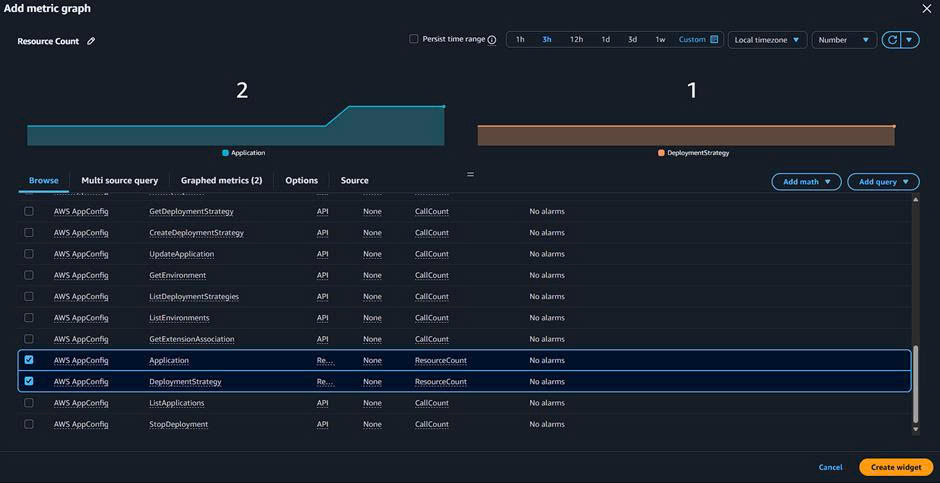 Add metric graph
Resource Count
Persist time range
1h 3h 12h 1d 3d 1w Custom
Local timezone
Number
2
1
Application
DeploymentStrategy
Browse Multi source query Graphed metrics (2) Options Source
Add math Add query
AWS AppConfig GetDeploymentStrategy API None CallCount No alarms
AWS AppConfig CreateDeploymentStrategy API None CallCount No alarms
AWS AppConfig UpdateApplication API None CallCount No alarms
AWS AppConfig GetEnvironment API None CallCount No alarms
AWS AppConfig ListDeploymentStrategies API None CallCount No alarms
AWS AppConfig ListEnvironments API None CallCount No alarms
AWS AppConfig GetExtensionAssociation API None CallCount No alarms
AWS AppConfig Application Re... None ResourceCount No alarms
AWS AppConfig DeploymentStrategy Re... None ResourceCount No alarms
AWS AppConfig ListApplications API None CallCount No alarms
AWS AppConfig StopDeployment API None CallCount No alarms
Cancel Create widget